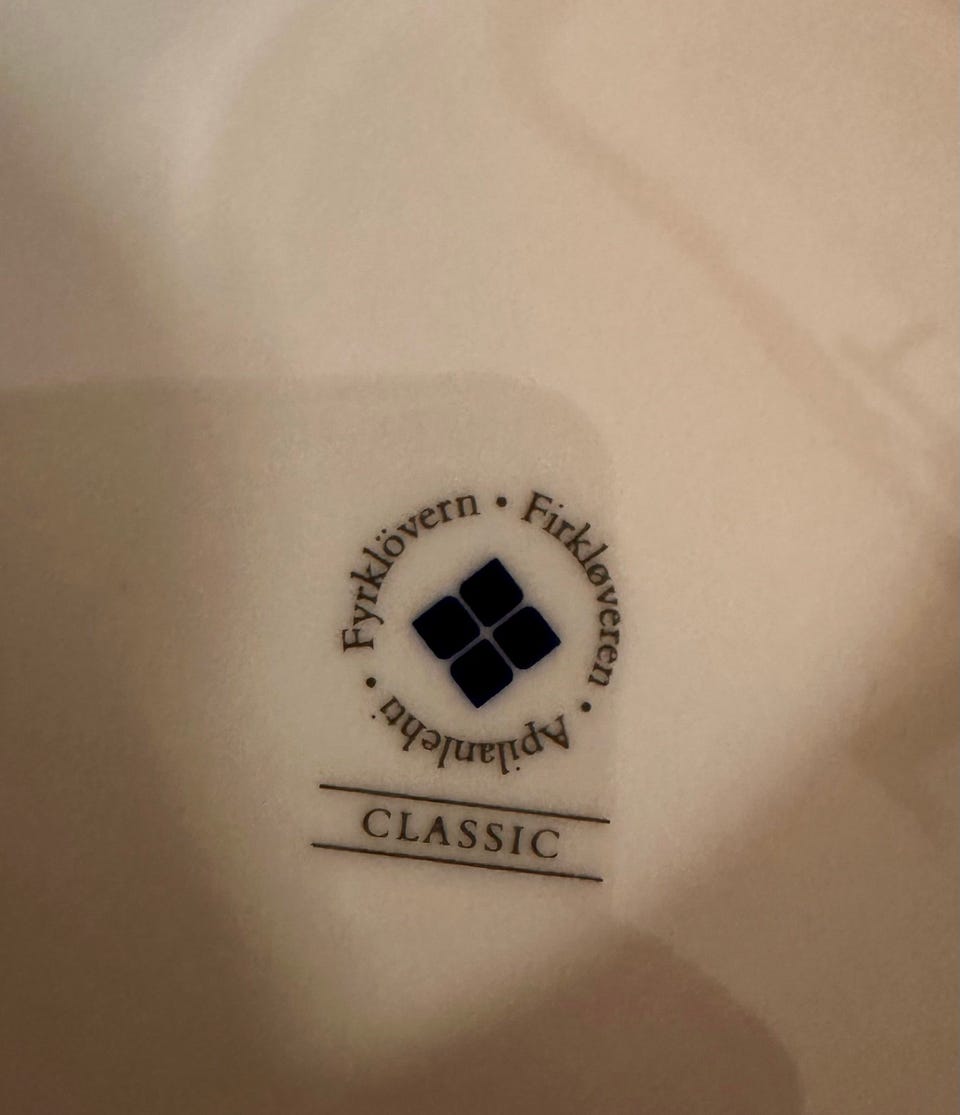 Fyrklövern • Firkløveren • Apilanlehti •
CLASSIC